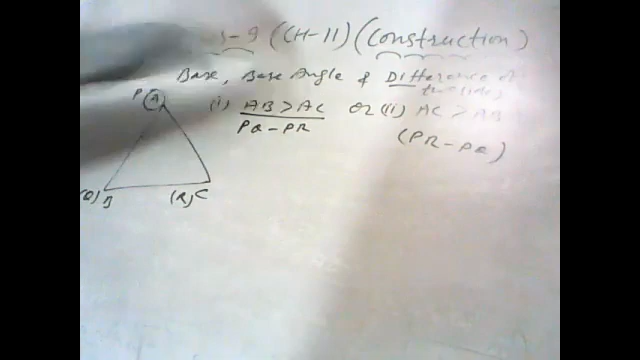 s-9 (CH-11) (Construction)
Base, Base Angle & Difference of
two sides
(i) AB > AC or (ii) AC > AB
PQ - PR (PR - PQ)
P A
(Q) B (R) C